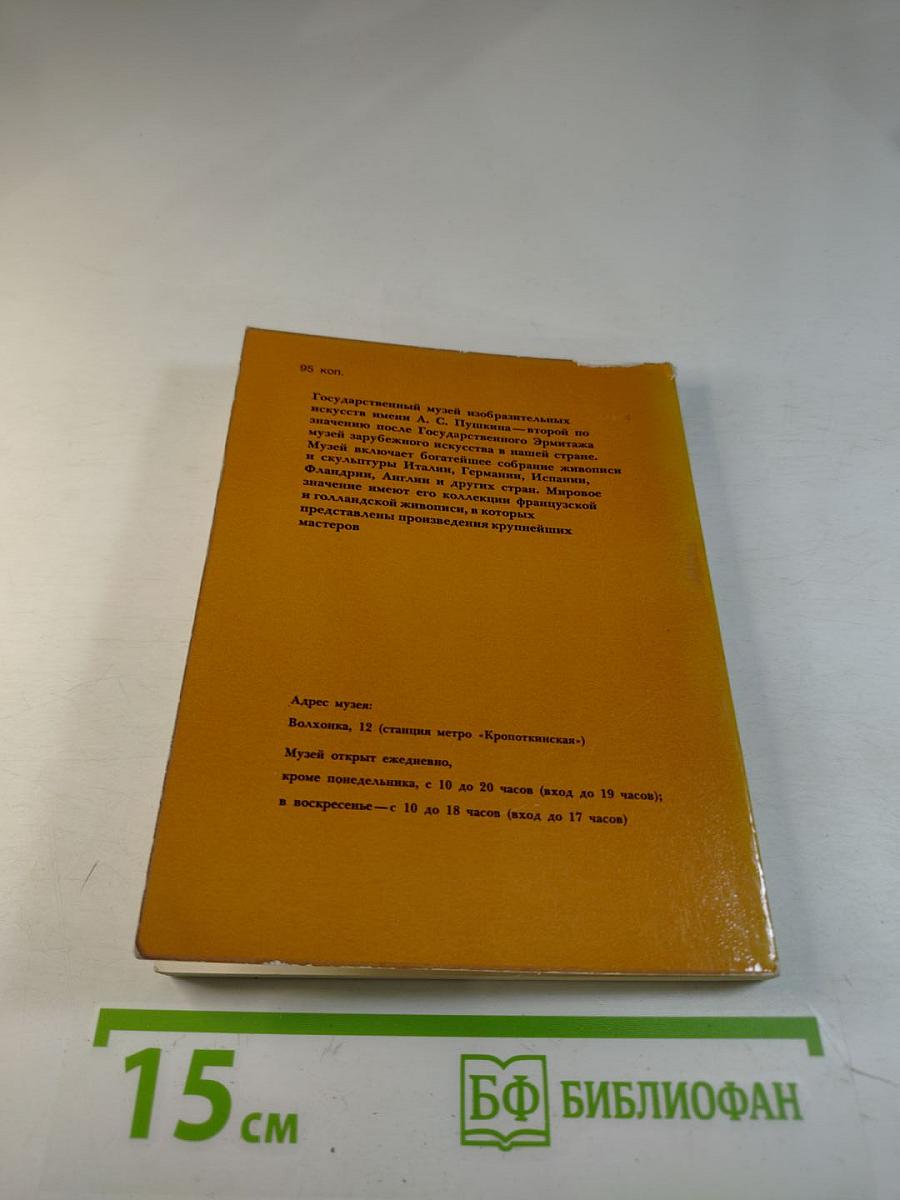 95 коп.
Государственный музей изобразительных
искусств имени А. С. Пушкина — второй по
значению после Государственного Эрмитажа
музей зарубежного искусства в нашей стране.
Музей включает богатейшее собрание живописи
и скульптуры Италии, Германии, Испании,
Фландрии, Англии и других стран. Мировое
значение имеют его коллекции французской
и голландской живописи, в которых
представлены произведения крупнейших
мастеров
Адрес музея:
Волхонка, 12 (станция метро «Кропоткинская»)
Музей открыт ежедневно,
кроме понедельника, с 10 до 20 часов (вход до 19 часов);
в воскресенье — с 10 до 18 часов (вход до 17 часов)
15 см
БФ БИБЛИОФАН